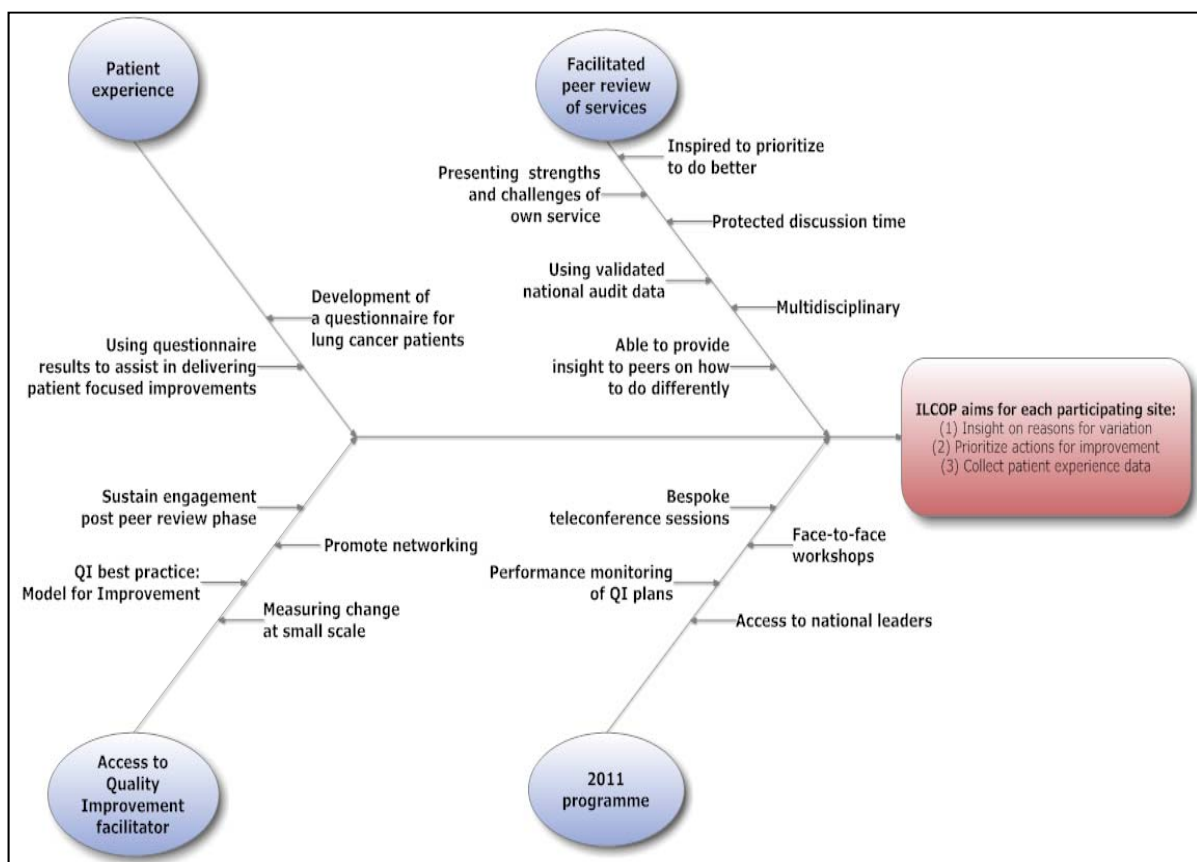 Patient
experience
Facilitated
peer review
of services
Inspired to prioritize
to do better
Presenting strengths
and challenges of
own service
Protected discussion time
Using validated
national audit data
Multidisciplinary
Able to provide
insight to peers on how
to do differently
Development of
a questionnaire for
lung cancer patients
Using questionnaire
results to assist in delivering
patient focused improvements
ILCOP aims for each participating site:
(1) Insight on reasons for variation
(2) Prioritize actions for improvement
(3) Collect patient experience data
Sustain engagement
post peer review phase
Promote networking
QI best practice:
Model for Improvement
Measuring change
at small scale
Bespoke
teleconference sessions
Face-to-face
workshops
Performance monitoring
of QI plans
Access to national leaders
Access to
Quality
Improvement
facilitator
2011
programme